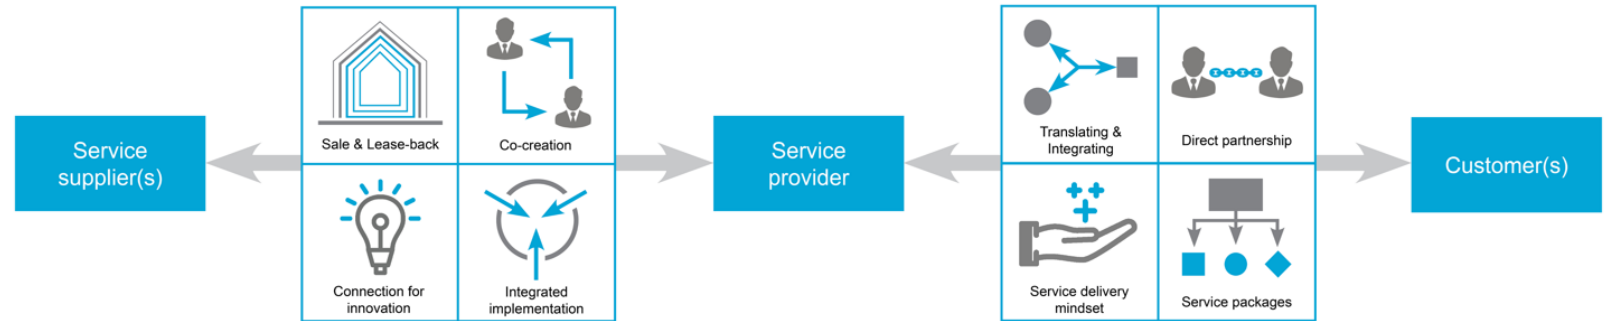 Service
supplier(s)
Sale & Lease-back
Co-creation
Connection for
innovation
Integrated
implementation
Service
provider
Translating &
Integrating
Direct partnership
Service delivery
mindset
Service packages
Customer(s)